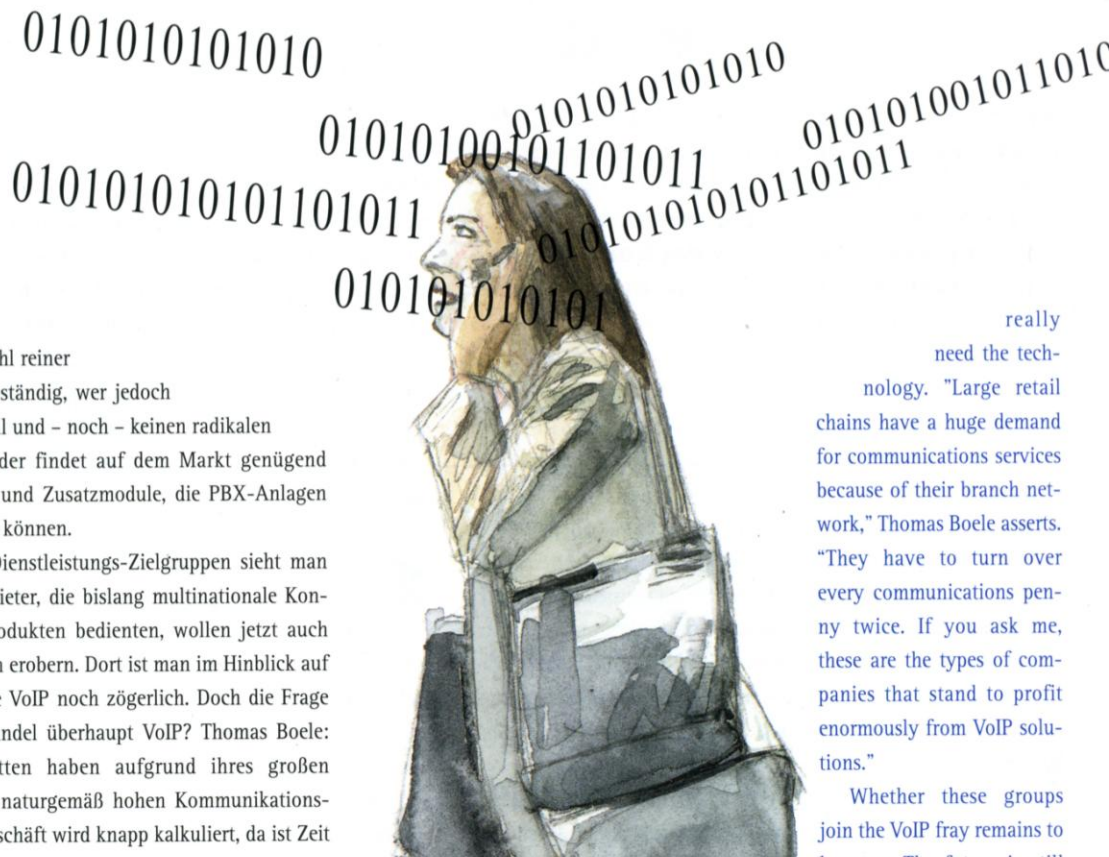 0101010101010
0101010101010
010101001011010
01010100101101011
01010101010110101​1
01010101010110101​1
010101010101
hl reiner
ständig, wer jedoch
l und – noch – keinen radikalen
der findet auf dem Markt genügend
und Zusatzmodule, die PBX-Anlagen
können.
Dienstleistungs-Zielgruppen sieht man
ieter, die bislang multinationale Kon-
odukten bedienten, wollen jetzt auch
n erobern. Dort ist man im Hinblick auf
e VoIP noch zögerlich. Doch die Frage
ndel überhaupt VoIP? Thomas Boele:
tten haben aufgrund ihres großen
naturgemäß hohen Kommunikations-
schäft wird knapp kalkuliert, da ist Zeit
really
need the tech-
nology. "Large retail
chains have a huge demand
for communications services
because of their branch net-
work,” Thomas Boele asserts.
“They have to turn over
every communications pen-
ny twice. If you ask me,
these are the types of com-
panies that stand to profit
enormously from VoIP solu-
tions.”
Whether these groups
join the VoIP fray remains to